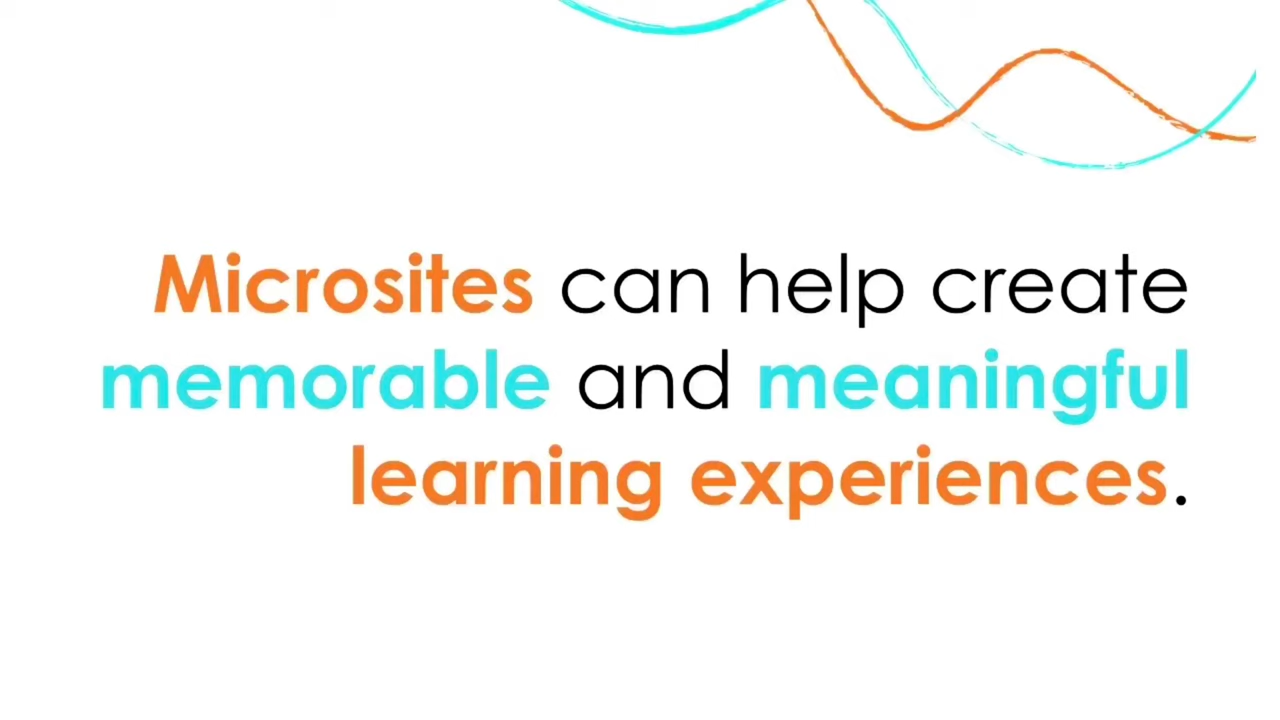 Microsites can help create
memorable and meaningful
learning experiences.